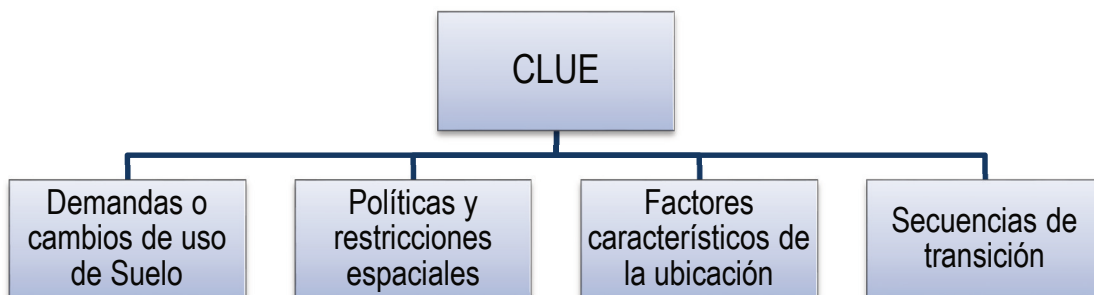 CLUE
Demandas o
cambios de uso
de Suelo
Políticas y
restricciones
espaciales
Factores
característicos de
la ubicación
Secuencias de
transición